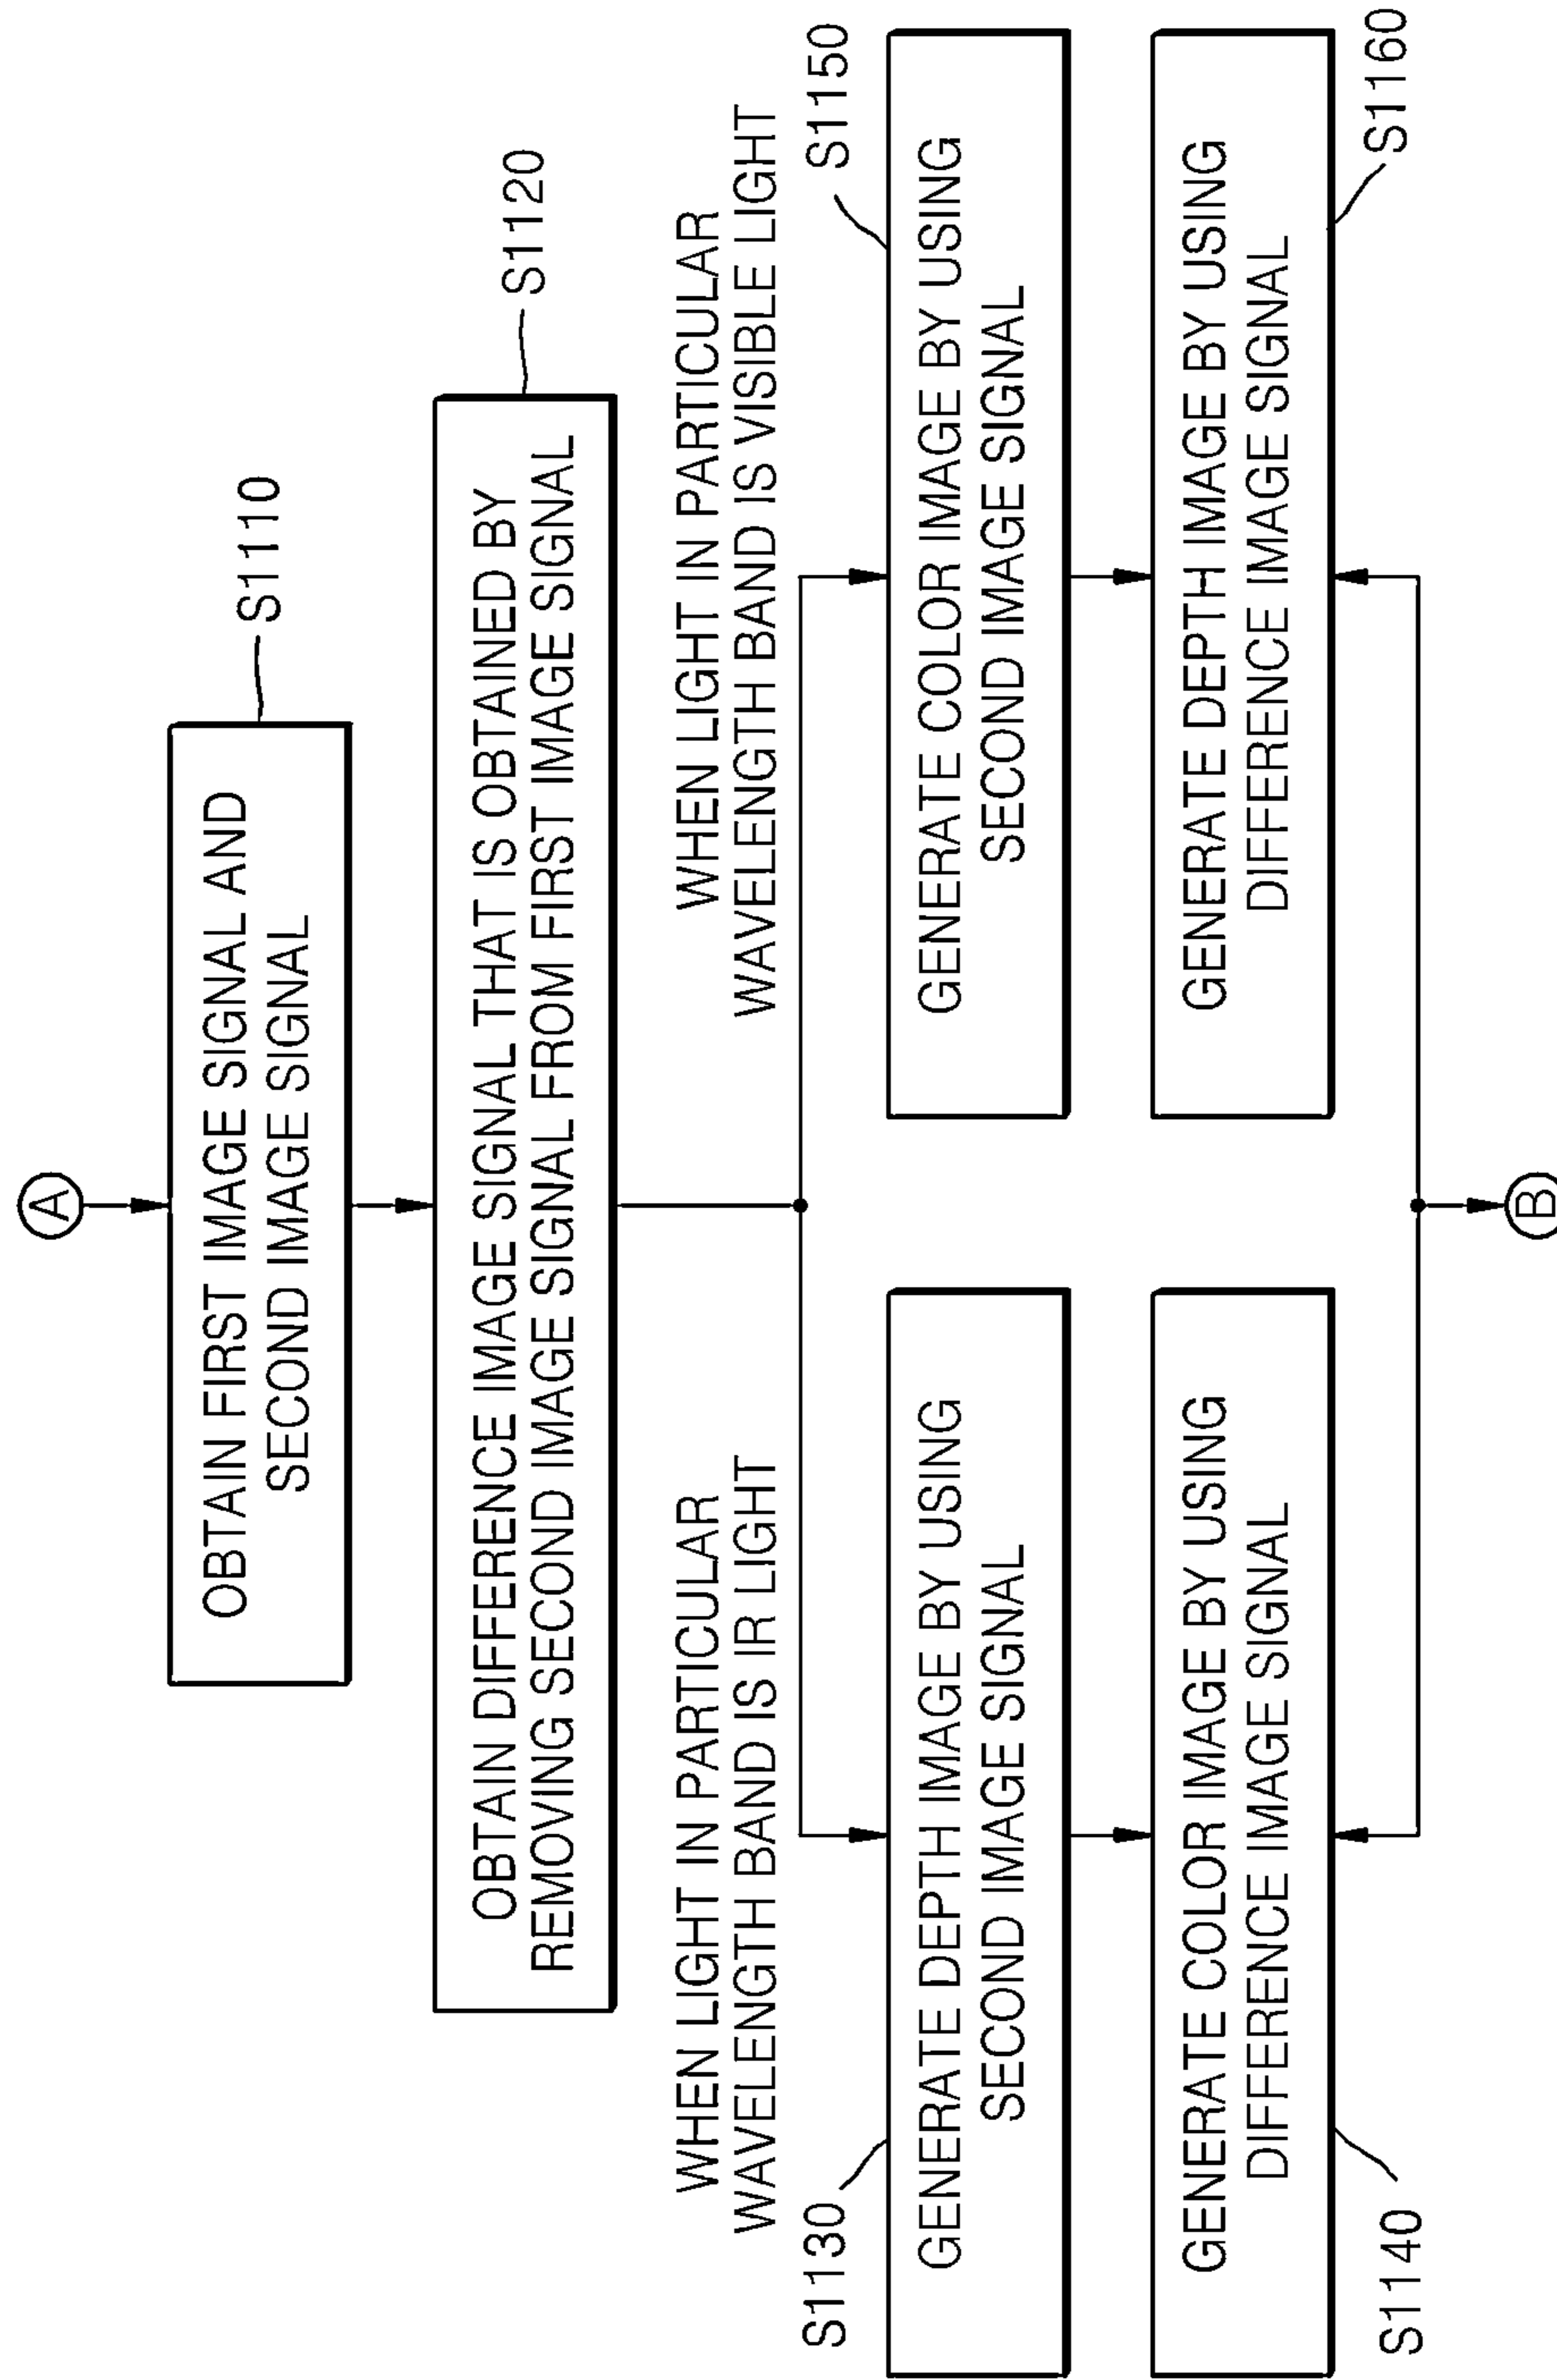 A
OBTAIN FIRST IMAGE SIGNAL AND
SECOND IMAGE SIGNAL
S1110
OBTAIN DIFFERENCE IMAGE SIGNAL THAT IS OBTAINED BY
REMOVING SECOND IMAGE SIGNAL FROM FIRST IMAGE SIGNAL
S1120
WHEN LIGHT IN PARTICULAR
WAVELENGTH BAND IS IR LIGHT
S1130
GENERATE DEPTH IMAGE BY USING
SECOND IMAGE SIGNAL
GENERATE COLOR IMAGE BY USING
DIFFERENCE IMAGE SIGNAL
S1140
WHEN LIGHT IN PARTICULAR
WAVELENGTH BAND IS VISIBLE LIGHT
S1150
GENERATE COLOR IMAGE BY USING
SECOND IMAGE SIGNAL
GENERATE DEPTH IMAGE BY USING
DIFFERENCE IMAGE SIGNAL
S1160
B